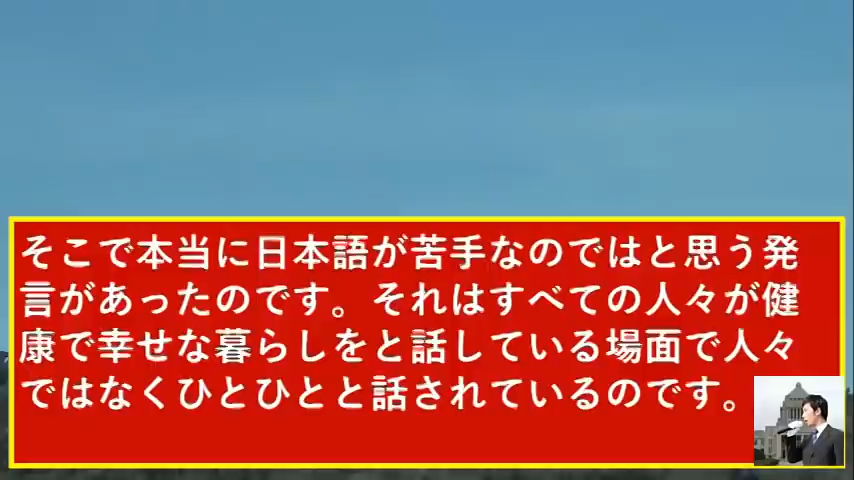 そこで本当に日本語が苦手なのではと思う発
言があったのです。それはすべての人々が健
康で幸せな暮らしをと話している場面で人々
ではなくひとひとと話されているのです。